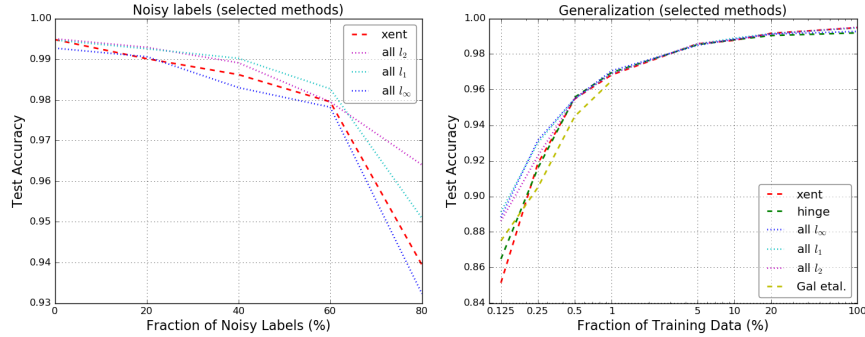 Noisy labels (selected methods)
1.00
0.99
0.98
0.97
0.96
0.95
0.94
0.93
0 20 40 60 80
Test Accuracy
Fraction of Noisy Labels (%)
xent
all l₂
all l₁
all l∞
Generalization (selected methods)
1.00
0.98
0.96
0.94
0.92
0.90
0.88
0.86
0.84
0.125 0.25 0.5 1 5 10 20 100
Test Accuracy
Fraction of Training Data (%)
xent
hinge
all l∞
all l₁
all l₂
Gal etal.